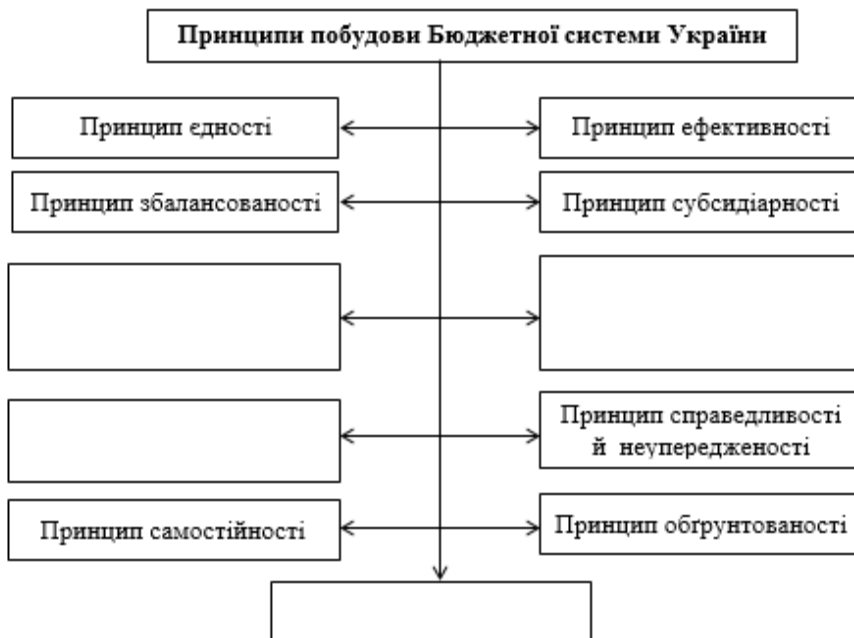 Принципи побудови Бюджетної системи України
Принцип єдності
Принцип ефективності
Принцип збалансованості
Принцип субсидіарності
Принцип справедливості
й неупередженості
Принцип самостійності
Принцип обґрунтованості